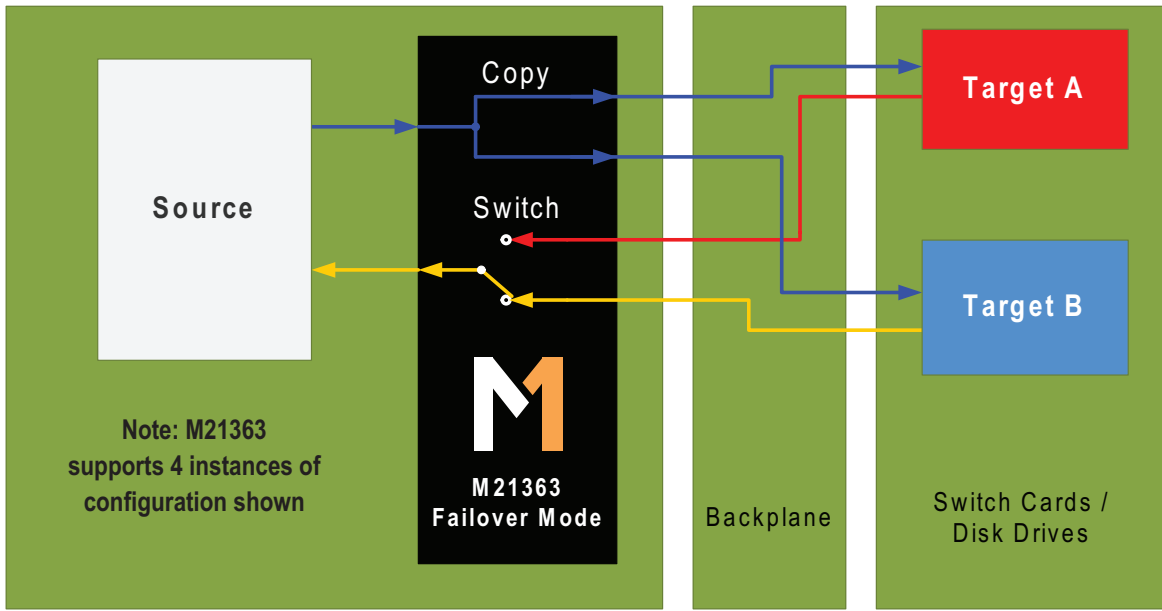 Copy
Target A
Source
Switch
Target B
Note: M21363
supports 4 instances of
configuration shown
M21363
Failover Mode
Backplane
Switch Cards /
Disk Drives